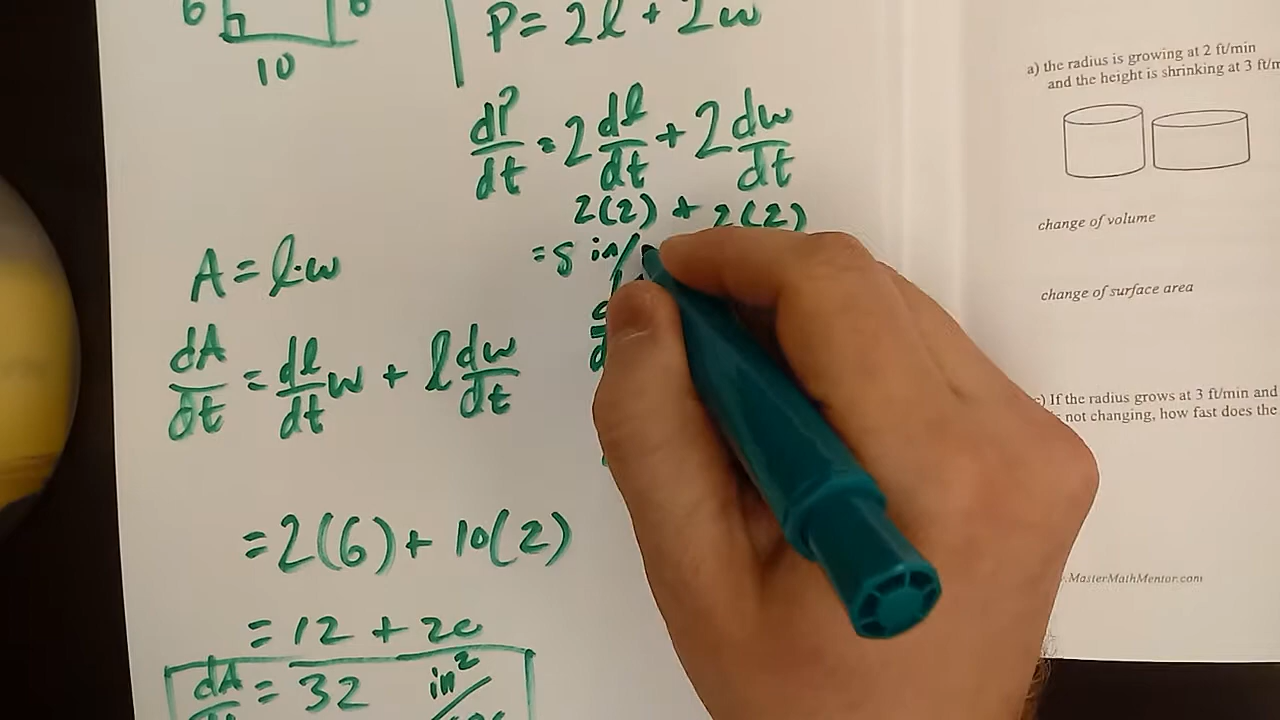 6
6
10
P = 2l + 2w
dP/dt = 2 dl/dt + 2 dw/dt
2(2) + 2(2)
= 8 in/
A = l·w
dA/dt = dl/dt w + l dw/dt
= 2(6) + 10(2)
= 12 + 20
dA = 32 in²/
a) the radius is growing at 2 ft/min
and the height is shrinking at 3 ft/m
change of volume
change of surface area
c) If the radius grows at 3 ft/min and
not changing, how fast does the
.MasterMathMentor.com